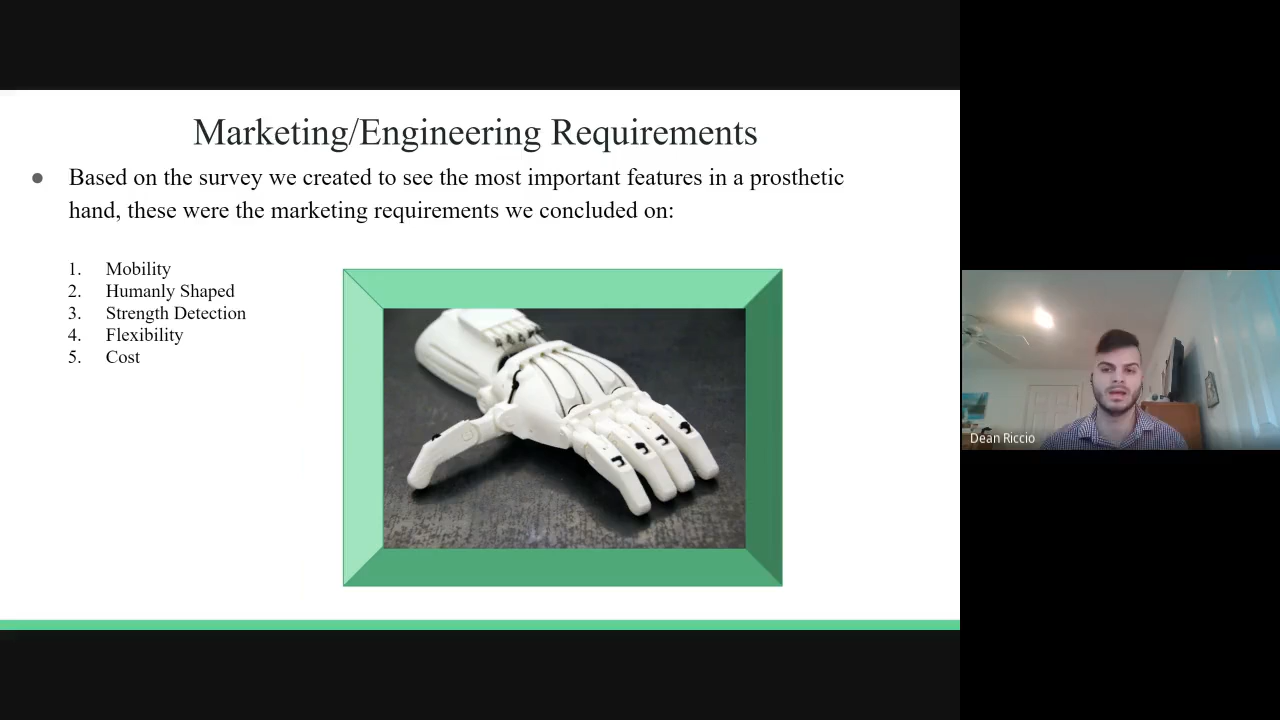 Marketing/Engineering Requirements
● Based on the survey we created to see the most important features in a prosthetic
hand, these were the marketing requirements we concluded on:
1. Mobility
2. Humanly Shaped
3. Strength Detection
4. Flexibility
5. Cost
Dean Riccio